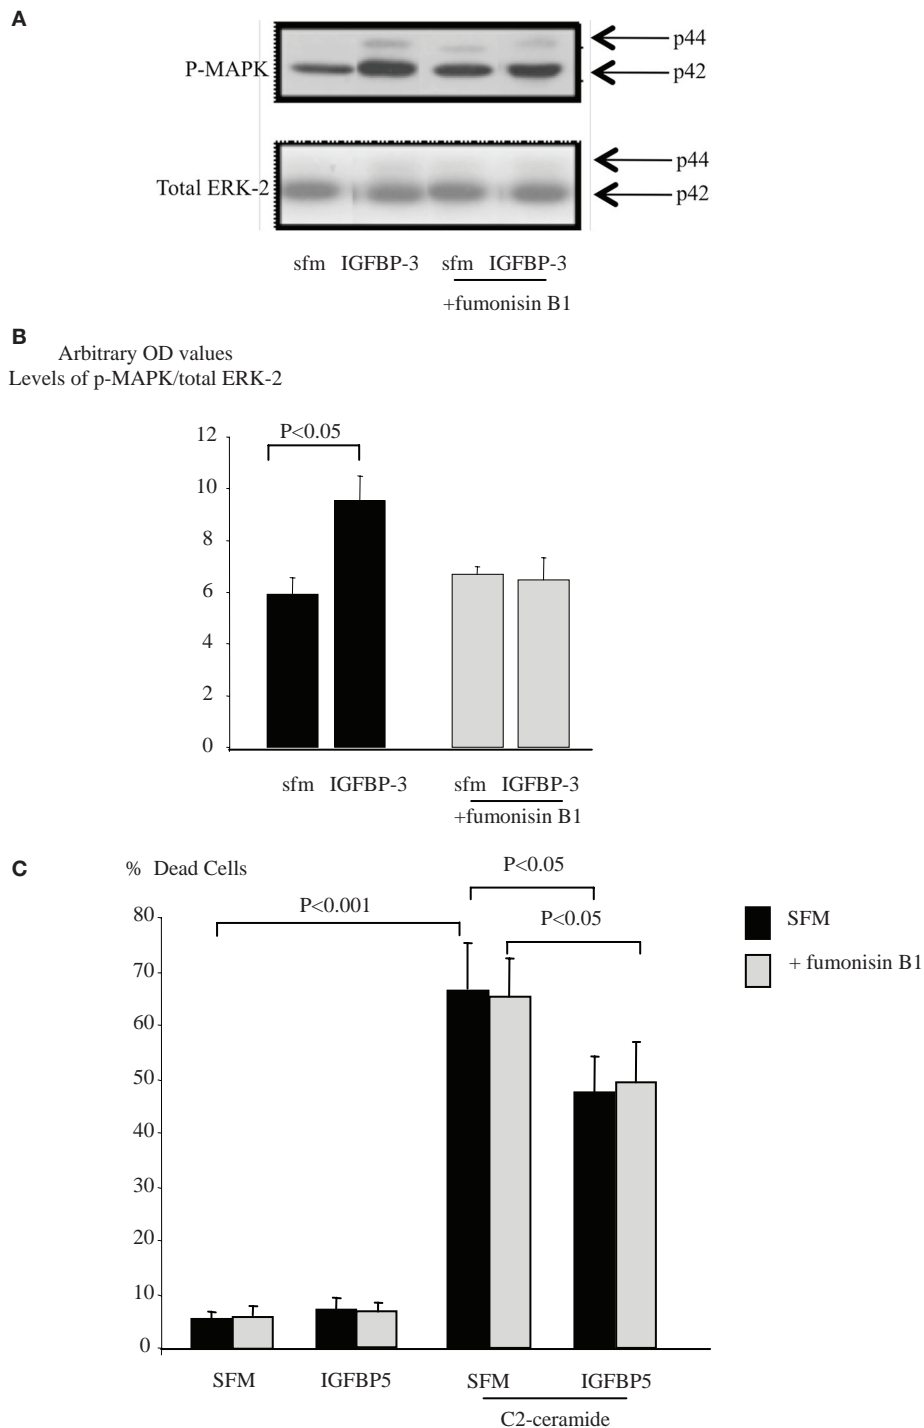 A
P-MAPK
p44
p42
Total ERK-2
p44
p42
sfm IGFBP-3 sfm IGFBP-3
+fumonisin B1
B
Arbitrary OD values
Levels of p-MAPK/total ERK-2
12
P<0.05
10
8
6
4
2
0
sfm IGFBP-3 sfm IGFBP-3
+fumonisin B1
C
% Dead Cells
P<0.05
P<0.001
P<0.05
SFM
+ fumonisin B1
80
70
60
50
40
30
20
10
0
SFM IGFBP5 SFM IGFBP5
C2-ceramide